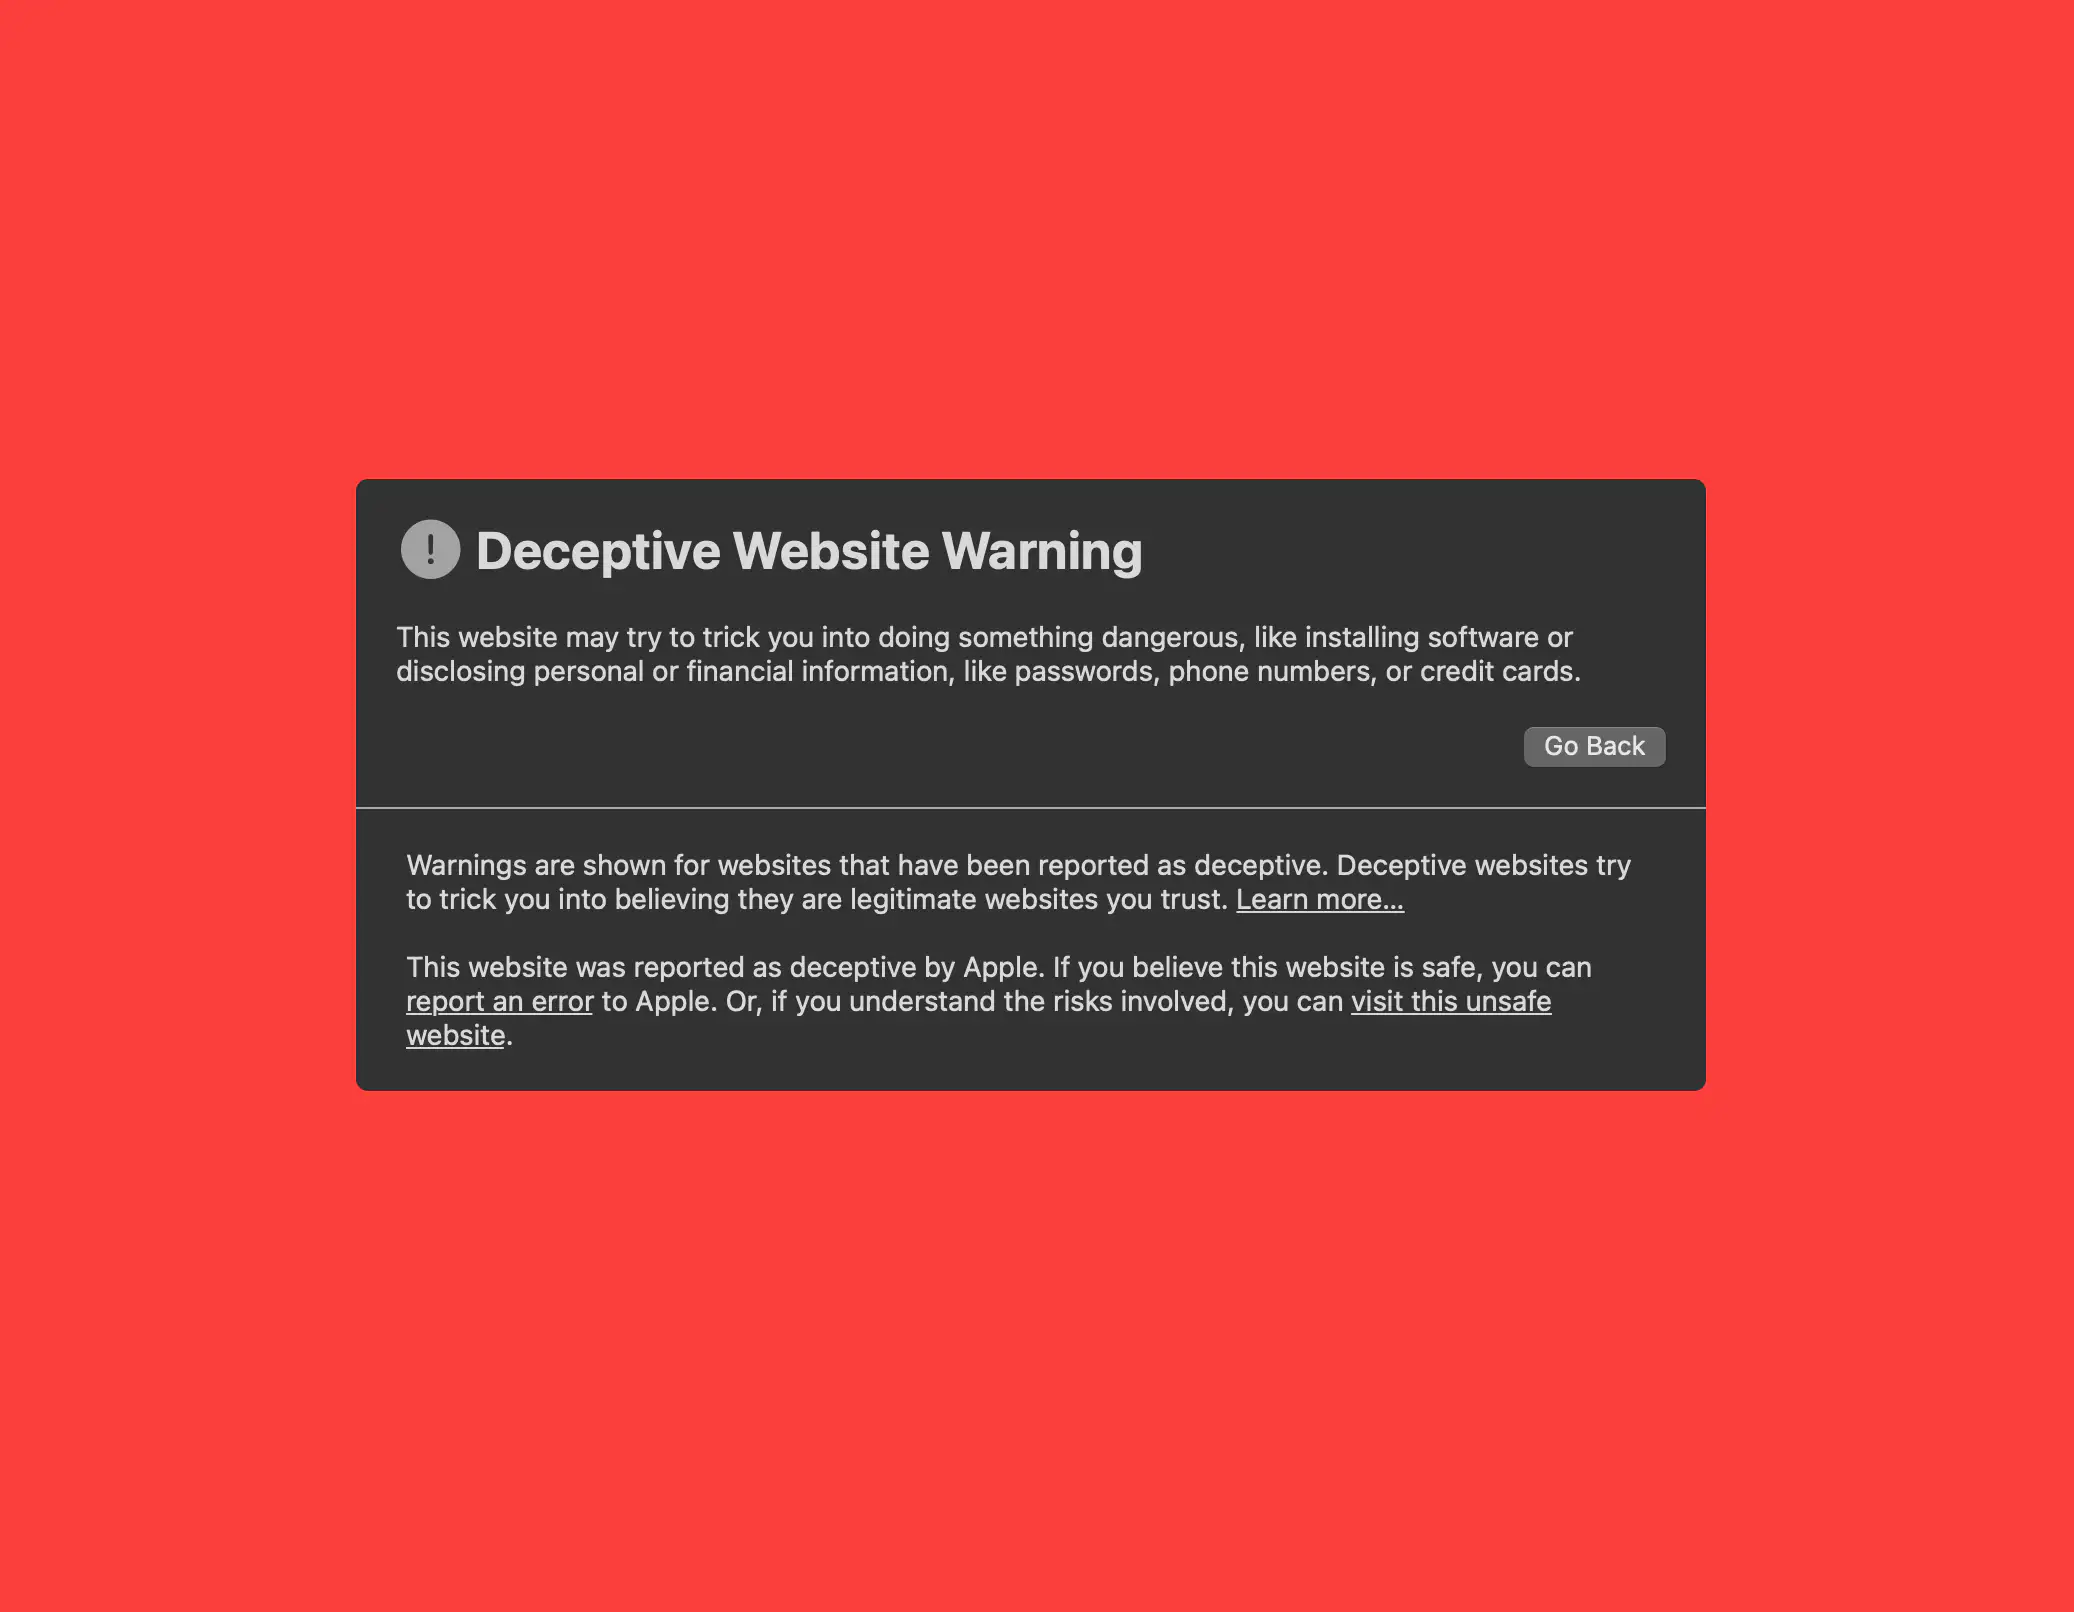 ! Deceptive Website Warning
This website may try to trick you into doing something dangerous, like installing software or
disclosing personal or financial information, like passwords, phone numbers, or credit cards.
Go Back
Warnings are shown for websites that have been reported as deceptive. Deceptive websites try
to trick you into believing they are legitimate websites you trust. Learn more...
This website was reported as deceptive by Apple. If you believe this website is safe, you can
report an error to Apple. Or, if you understand the risks involved, you can visit this unsafe
website.